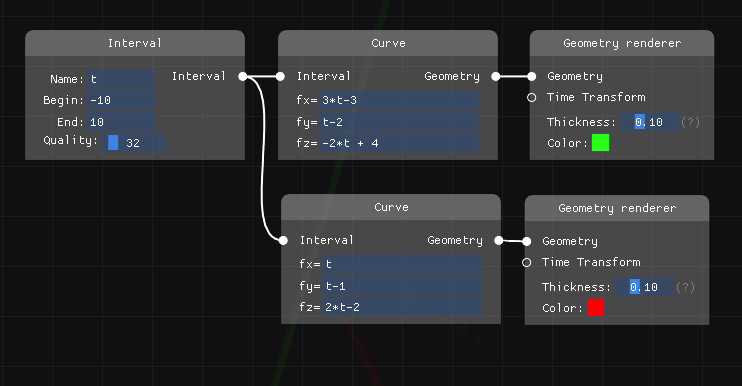 Interval
Name: t
Interval
Begin: -10
End: 10
Quality: 32
Curve
Interval
Geometry
fx= 3*t-3
fy= t-2
fz= -2*t + 4
Geometry renderer
Geometry
Time Transform
Thickness: 0.10 (?)
Color:
Curve
Interval
Geometry
fx= t
fy= t-1
fz= 2*t-2
Geometry renderer
Geometry
Time Transform
Thickness: 0.10 (?)
Color: